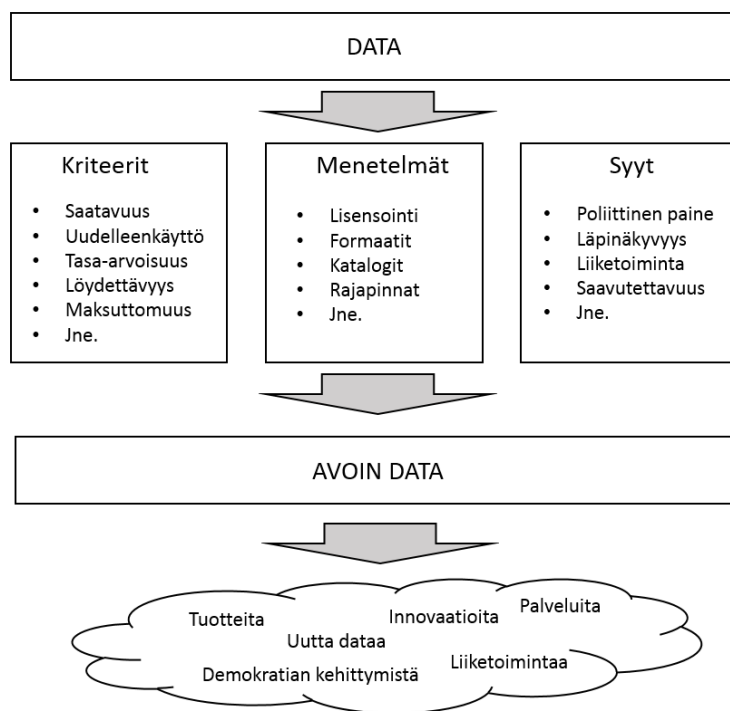 DATA
Kriteerit
• Saatavuus
• Uudelleenkäyttö
• Tasa-arvoisuus
• Löydettävyys
• Maksuttomuus
• Jne.
Menetelmät
• Lisensointi
• Formaatit
• Katalogit
• Rajapinnat
• Jne.
Syyt
• Poliittinen paine
• Läpinäkyvyys
• Liiketoiminta
• Saavutettavuus
• Jne.
AVOIN DATA
Tuotteita
Innovaatioita
Palveluita
Uutta dataa
Demokratian kehittymistä
Liiketoimintaa